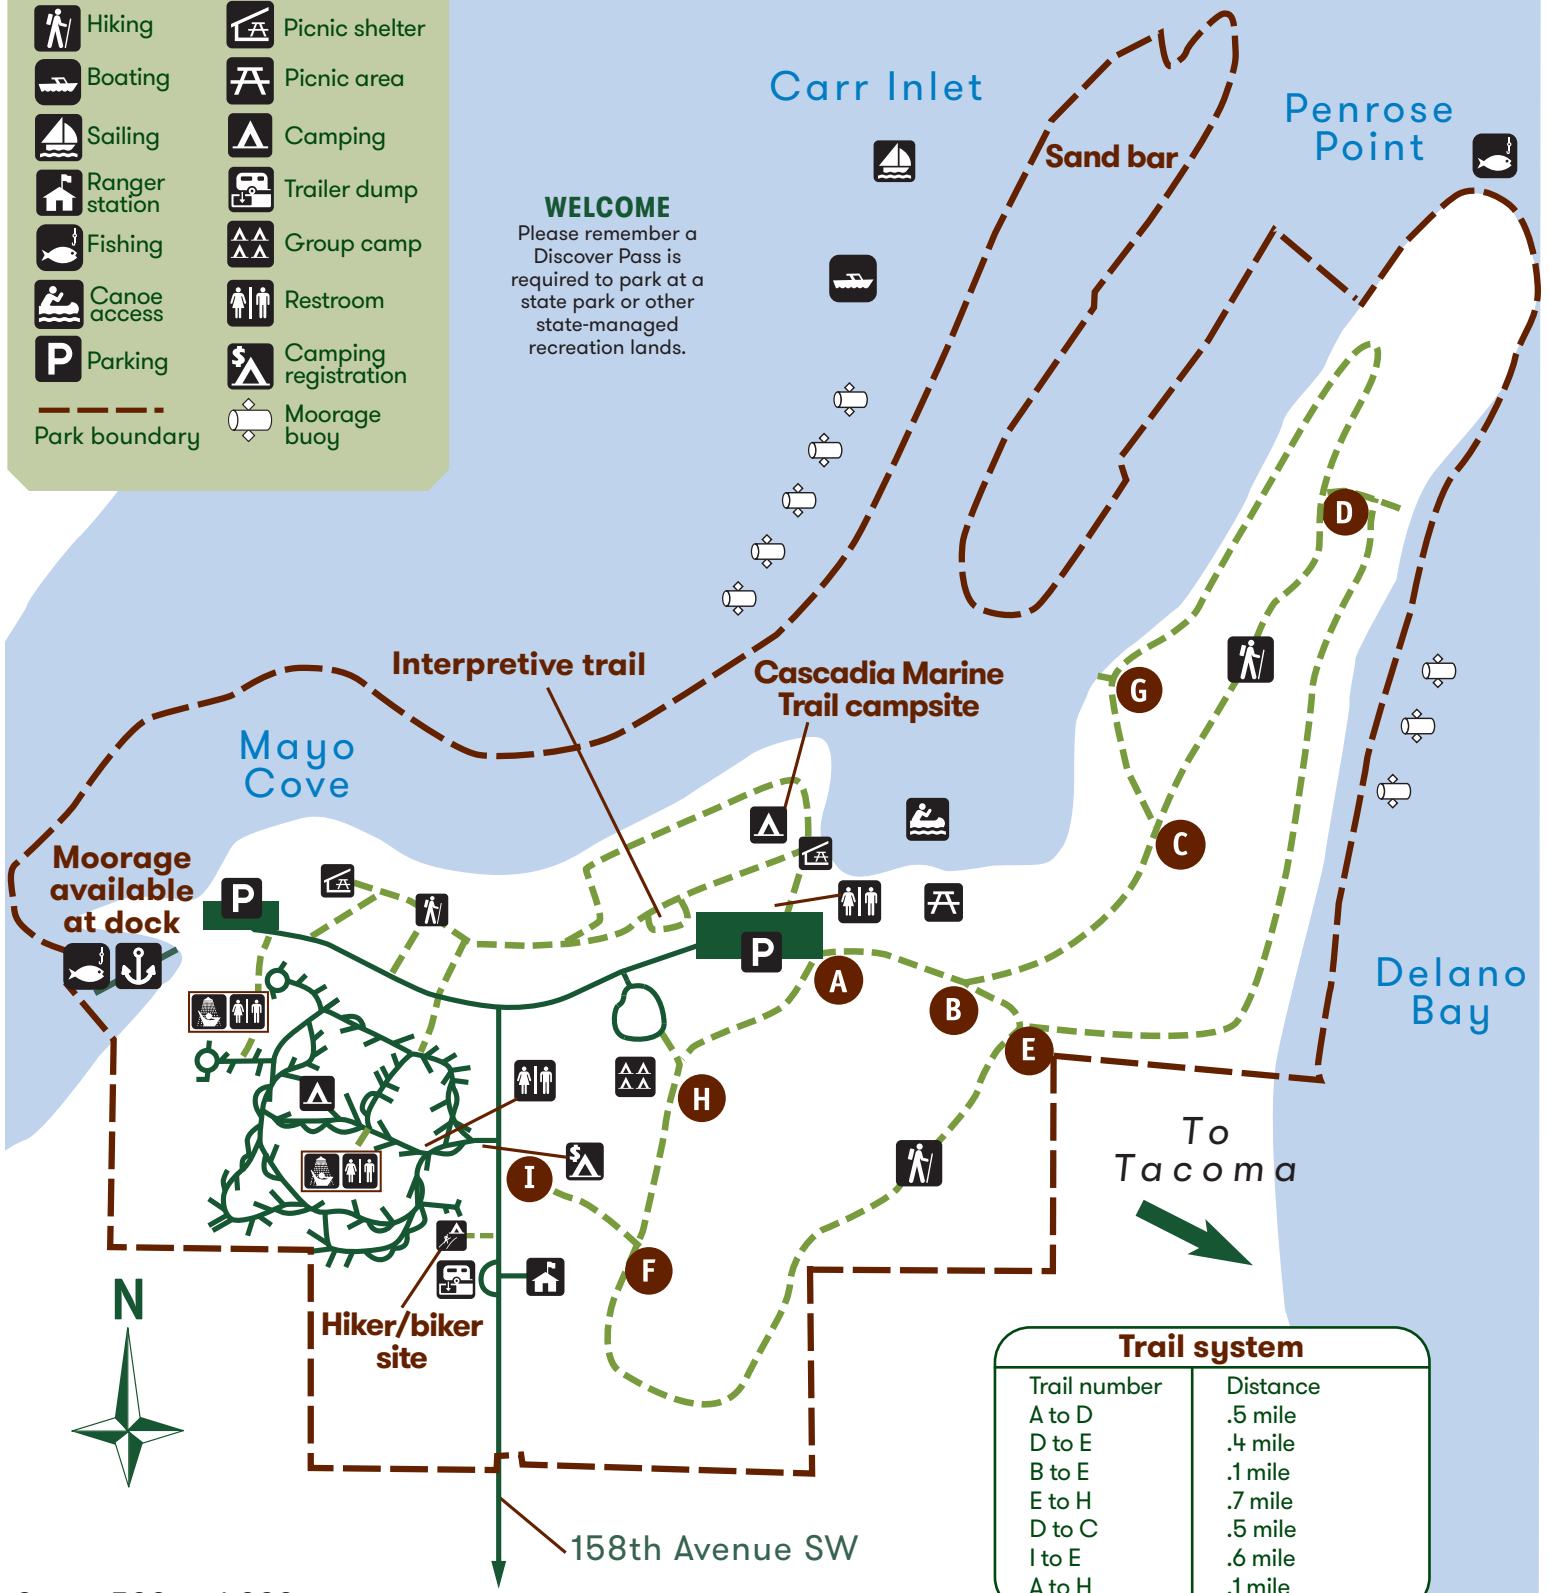 Hiking
Boating
Sailing
Ranger
station
Fishing
Canoe
access
P
Parking
Park boundary
Picnic shelter
Picnic area
Camping
Trailer dump
Group camp
Restroom
$
Camping
registration
Moorage
buoy
WELCOME
Please remember a
Discover Pass is
required to park at a
state park or other
state-managed
recreation lands.
Carr Inlet
Sand bar
Penrose
Point
D
Interpretive trail
Cascadia Marine
Trail campsite
G
Mayo
Cove
C
Moorage
available
at dock
P
P
A
B
E
Delano
Bay
H
To
Tacoma
$
I
F
N
Hiker/biker
site
158th Avenue SW
Trail system
Trail number Distance
A to D .5 mile
D to E .4 mile
B to E .1 mile
E to H .7 mile
D to C .5 mile
I to E .6 mile
A to H .1 mile